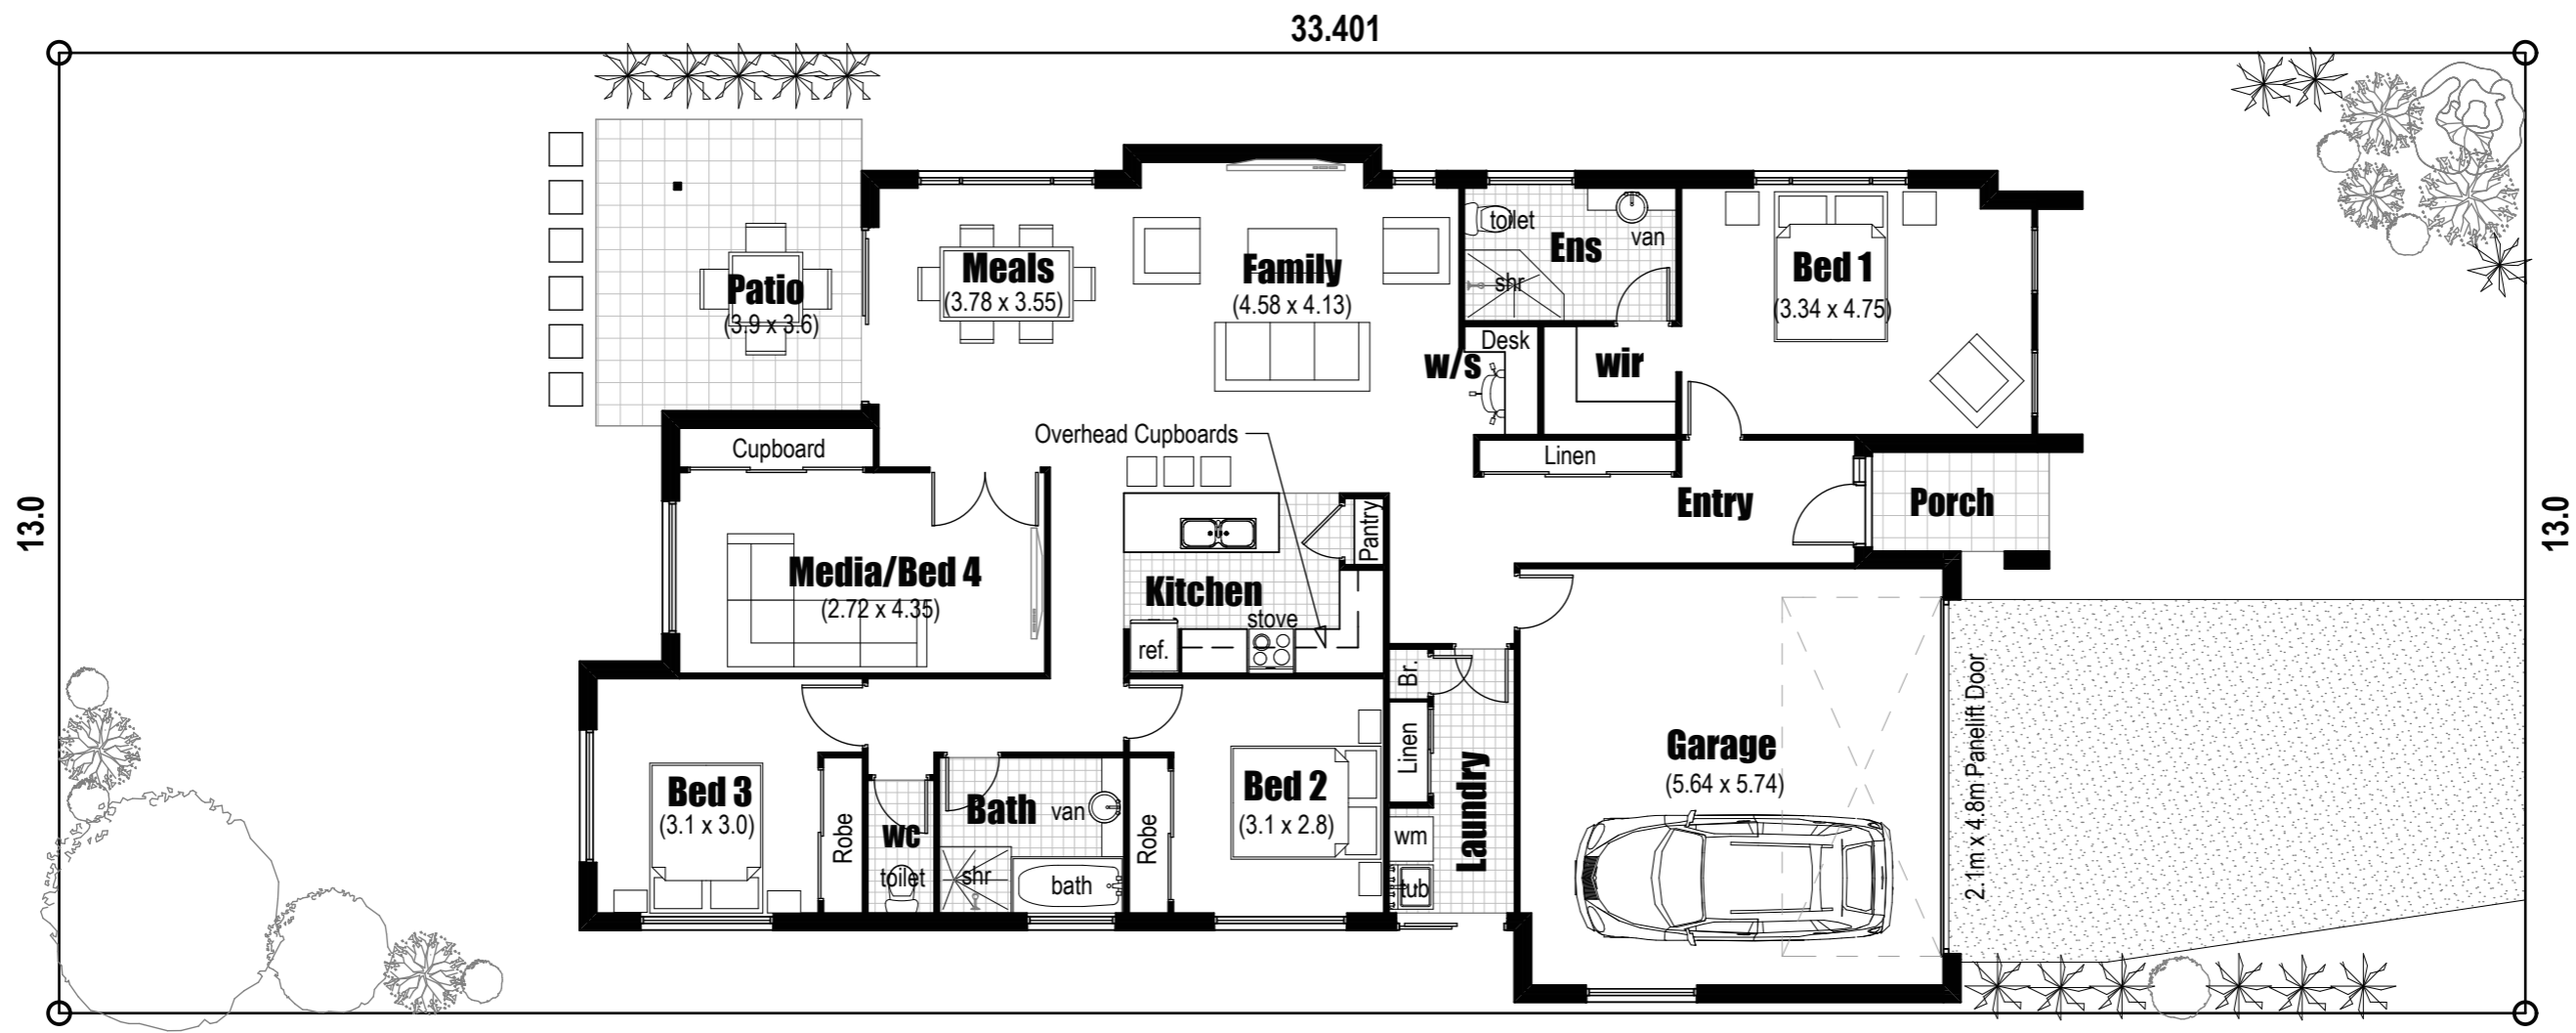 33.401
13.0
13.0
Patio
(3.9 x 3.6)
Meals
(3.78 x 3.55)
Family
(4.58 x 4.13)
toilet
Ens
van
shr
Bed 1
(3.34 x 4.75)
w/s
Desk
wir
Cupboard
Overhead Cupboards
Linen
Entry
Porch
Media/Bed 4
(2.72 x 4.35)
Kitchen
Pantry
stove
ref.
Br.
Linen
Laundry
wm
tub
Garage
(5.64 x 5.74)
2.1m x 4.8m Panelift Door
Bed 3
(3.1 x 3.0)
Robe
wc
toilet
Bath
van
shr
bath
Robe
Bed 2
(3.1 x 2.8)